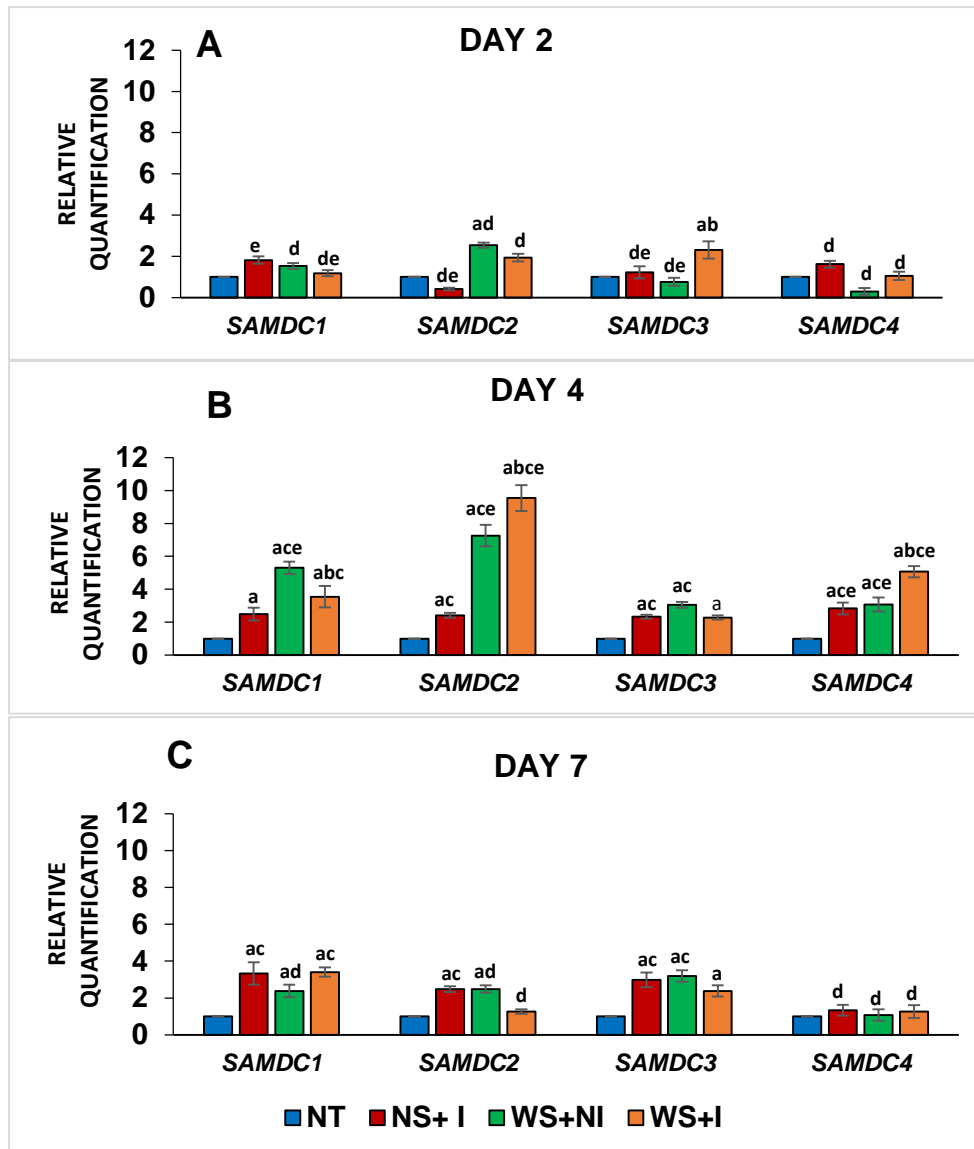 A
DAY 2
RELATIVE
QUANTIFICATION
12
10
8
6
4
2
0
e
d
de
de
ad
d
de
de
ab
d
d
d
SAMDC1
SAMDC2
SAMDC3
SAMDC4
B
DAY 4
RELATIVE
QUANTIFICATION
12
10
8
6
4
2
0
a
ace
abc
ac
ace
abce
ac
ac
a
ace
ace
abce
SAMDC1
SAMDC2
SAMDC3
SAMDC4
C
DAY 7
RELATIVE
QUANTIFICATION
12
10
8
6
4
2
0
ac
ad
ac
ac
ad
d
ac
ac
a
d
d
d
SAMDC1
SAMDC2
SAMDC3
SAMDC4
NT NS+ I WS+NI WS+I